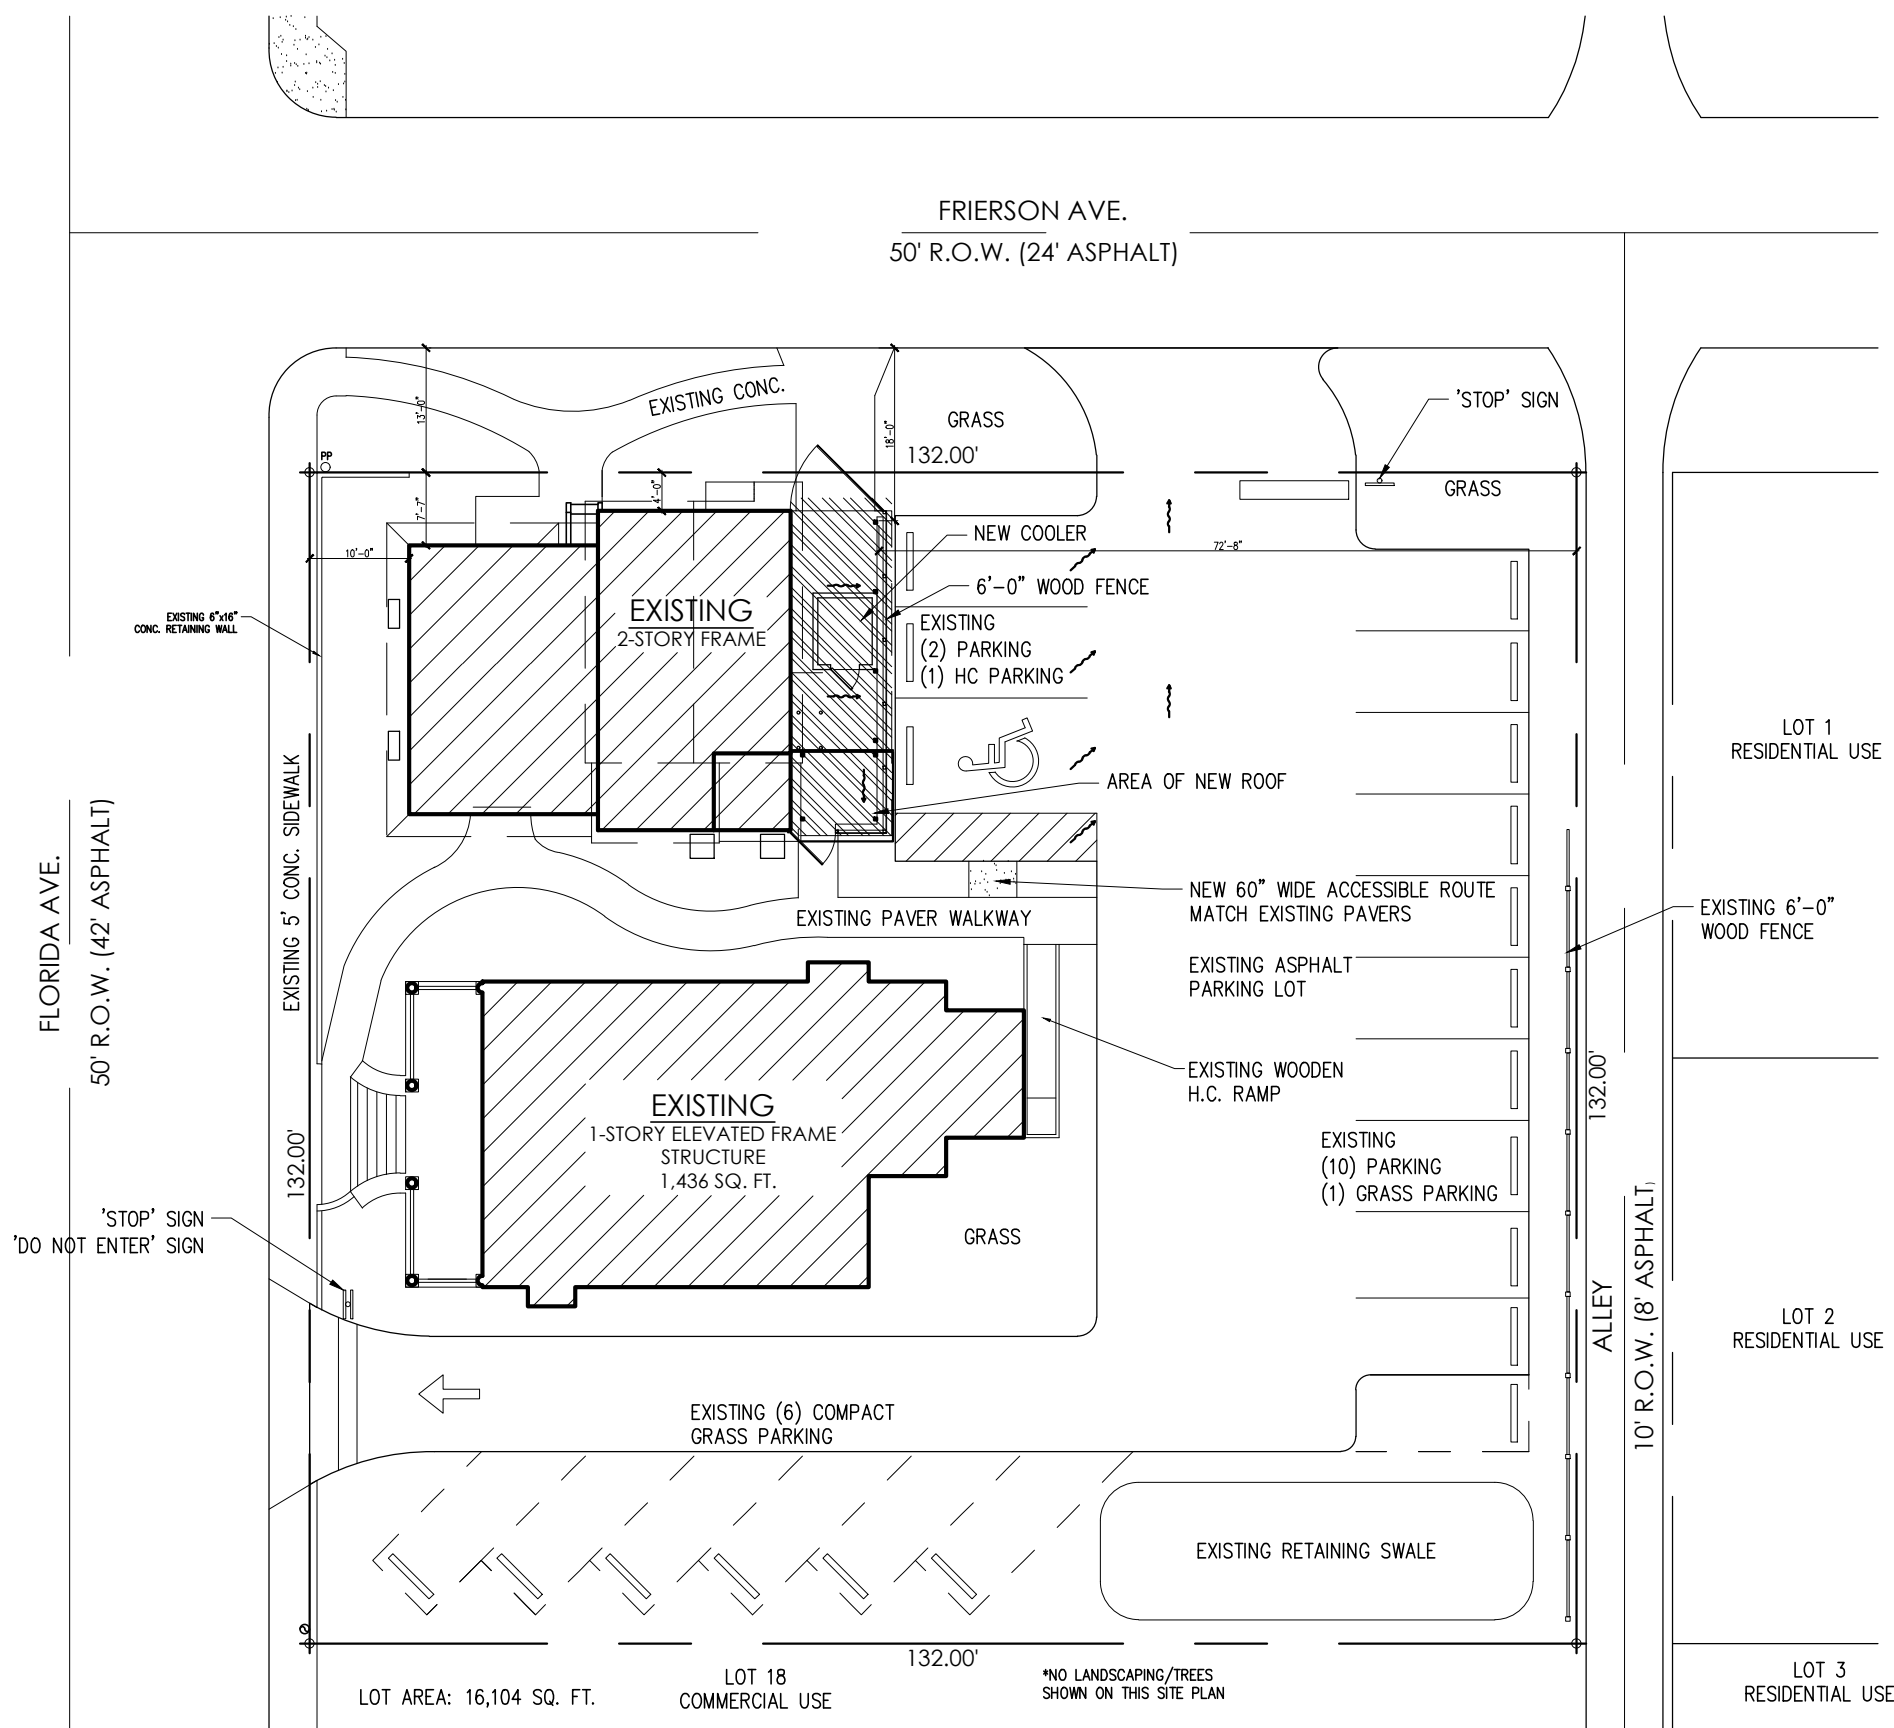 FRIERSON AVE.
50' R.O.W. (24' ASPHALT)
EXISTING CONC.
GRASS
132.00'
'STOP' SIGN
GRASS
13'-0"
18'-0"
PP
7'-7"
4'-0"
10'-0"
72'-8"
NEW COOLER
6'-0" WOOD FENCE
EXISTING 6"x16"
CONC. RETAINING WALL
EXISTING
2-STORY FRAME
EXISTING
(2) PARKING
(1) HC PARKING
LOT 1
RESIDENTIAL USE
AREA OF NEW ROOF
EXISTING 5' CONC. SIDEWALK
FLORIDA AVE.
50' R.O.W. (42' ASPHALT)
NEW 60" WIDE ACCESSIBLE ROUTE
MATCH EXISTING PAVERS
EXISTING PAVER WALKWAY
EXISTING 6'-0"
WOOD FENCE
EXISTING ASPHALT
PARKING LOT
EXISTING WOODEN
H.C. RAMP
EXISTING
1-STORY ELEVATED FRAME
STRUCTURE
1,436 SQ. FT.
132.00'
132.00'
EXISTING
(10) PARKING
(1) GRASS PARKING
'STOP' SIGN
'DO NOT ENTER' SIGN
GRASS
ALLEY
10' R.O.W. (8' ASPHALT)
LOT 2
RESIDENTIAL USE
EXISTING (6) COMPACT
GRASS PARKING
EXISTING RETAINING SWALE
132.00'
LOT AREA: 16,104 SQ. FT.
LOT 18
COMMERCIAL USE
*NO LANDSCAPING/TREES
SHOWN ON THIS SITE PLAN
LOT 3
RESIDENTIAL USE